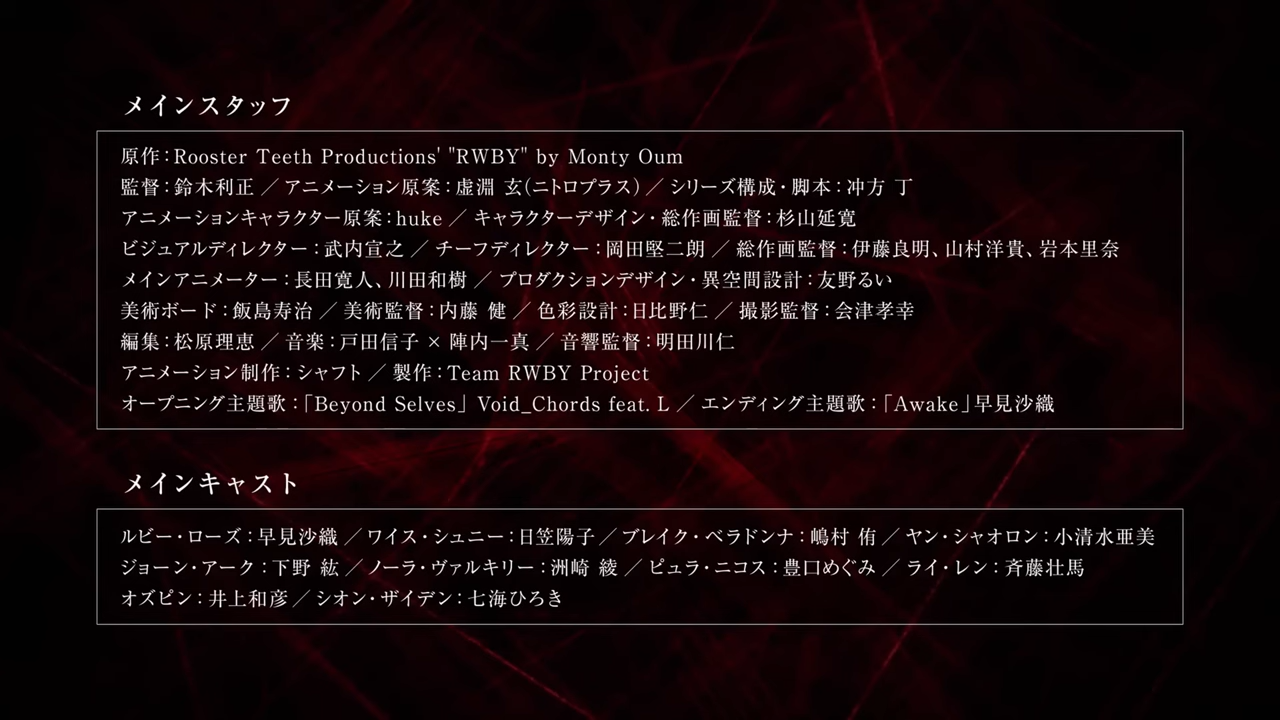 メインスタッフ
原作：Rooster Teeth Productions' "RWBY" by Monty Oum
監督：鈴木利正 ／ アニメーション原案：虚淵 玄（ニトロプラス）／ シリーズ構成・脚本：冲方 丁
アニメーションキャラクター原案：huke ／ キャラクターデザイン・総作画監督：杉山延寛
ビジュアルディレクター：武内宣之 ／ チーフディレクター：岡田堅二朗 ／ 総作画監督：伊藤良明、山村洋貴、岩本里奈
メインアニメーター：長田寛人、川田和樹 ／ プロダクションデザイン・異空間設計：友野るい
美術ボード：飯島寿治 ／ 美術監督：内藤 健 ／ 色彩設計：日比野仁 ／ 撮影監督：会津孝幸
編集：松原理恵 ／ 音楽：戸田信子 × 陣内一真 ／ 音響監督：明田川仁
アニメーション制作：シャフト ／ 製作：Team RWBY Project
オープニング主題歌：「Beyond Selves」Void_Chords feat. L ／ エンディング主題歌：「Awake」早見沙織
メインキャスト
ルビー・ローズ：早見沙織 ／ワイス・シュニー：日笠陽子／ブレイク・ベラドンナ：嶋村 侑 ／ ヤン・シャオロン：小清水亜美
ジョーン・アーク：下野 紘 ／ノーラ・ヴァルキリー：洲崎 綾 ／ピュラ・ニコス：豊口めぐみ ／ライ・レン：斉藤壮馬
オズピン：井上和彦／シオン・ザイデン：七海ひろき